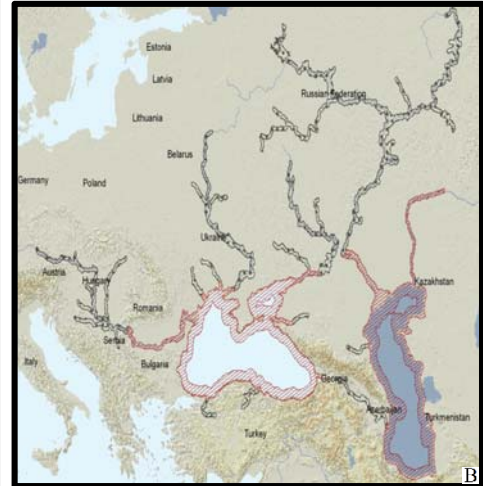 Estonia
Latvia
Russian Federation
Lithuania
Belarus
Germany
Poland
Ukraine
Austria
Hungary
Kazakhstan
Romania
Serbia
Italy
Bulgaria
Georgia
Azerbaijan
Turkmenistan
Turkey
B